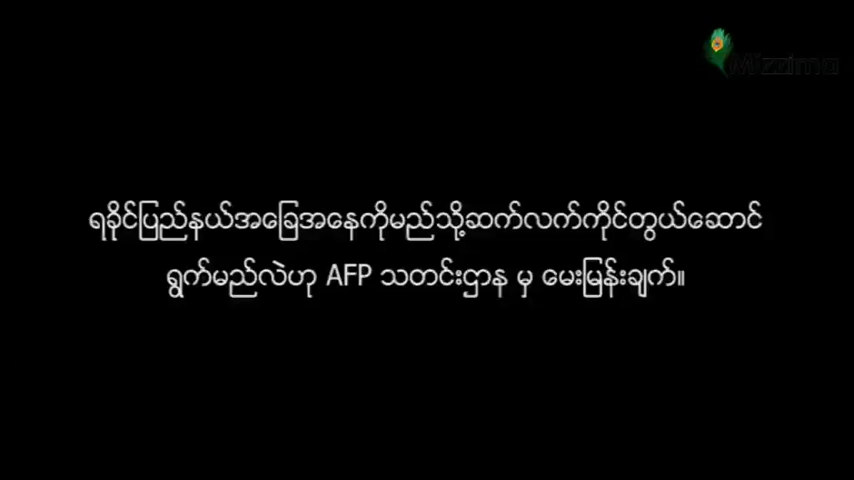 Mizzima
ရခိုင်ပြည်နယ်အခြေအနေကိုမည်သို့ဆက်လက်ကိုင်တွယ်ဆောင်
ရွက်မည်လဲဟု AFP သတင်းဌာန မှ မေးမြန်းချက်။